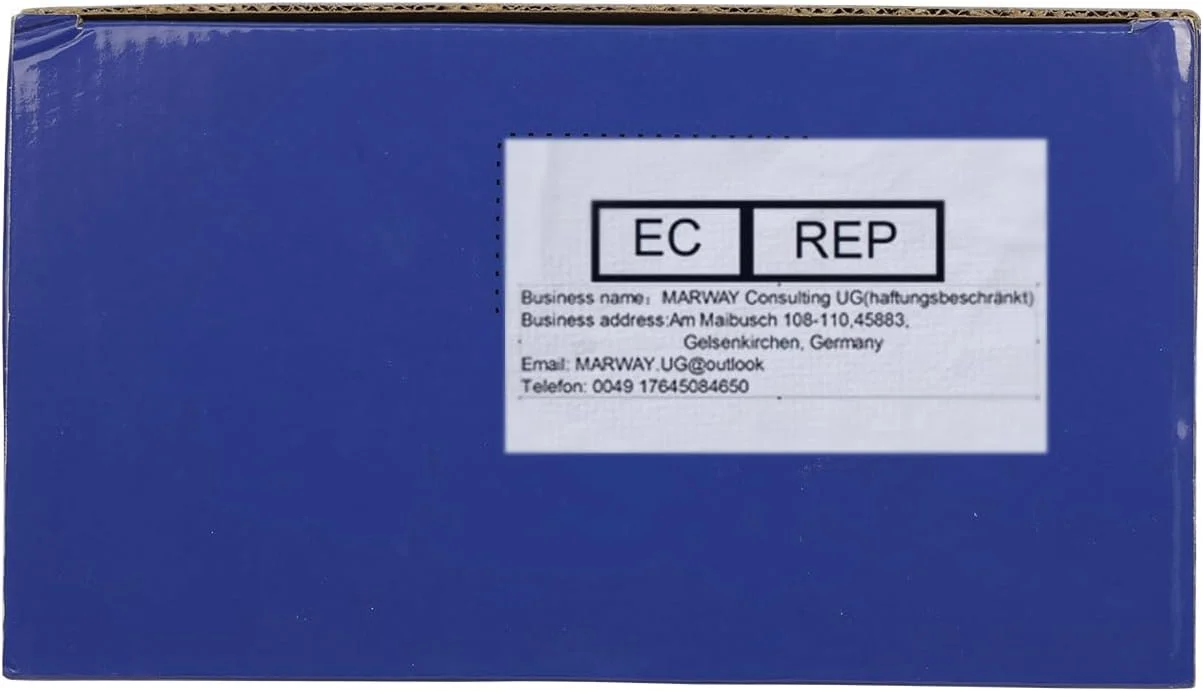 EC REP
Business name: MARWAY Consulting UG(haftungsbeschränkt)
Business address:Am Maibusch 108-110,45883,
Gelsenkirchen, Germany
Email: MARWAY.UG@outlook
Telefon: 0049 17645084650